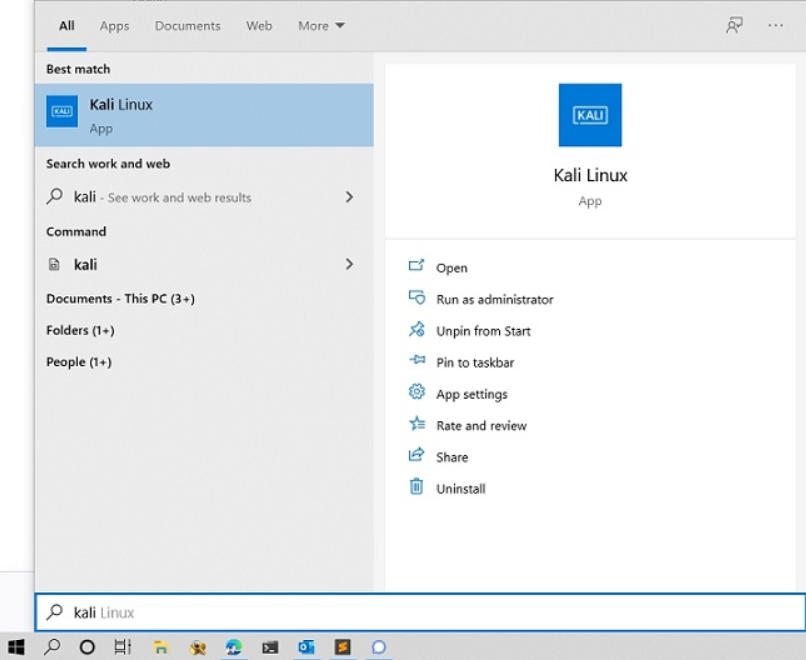 All Apps Documents Web More
Best match
KALI
Kali Linux
App
Search work and web
kali - See work and web results
Command
kali
Documents - This PC (3+)
Folders (1+)
People (1+)
KALI
Kali Linux
App
Open
Run as administrator
Unpin from Start
Pin to taskbar
App settings
Rate and review
Share
Uninstall
kali Linux